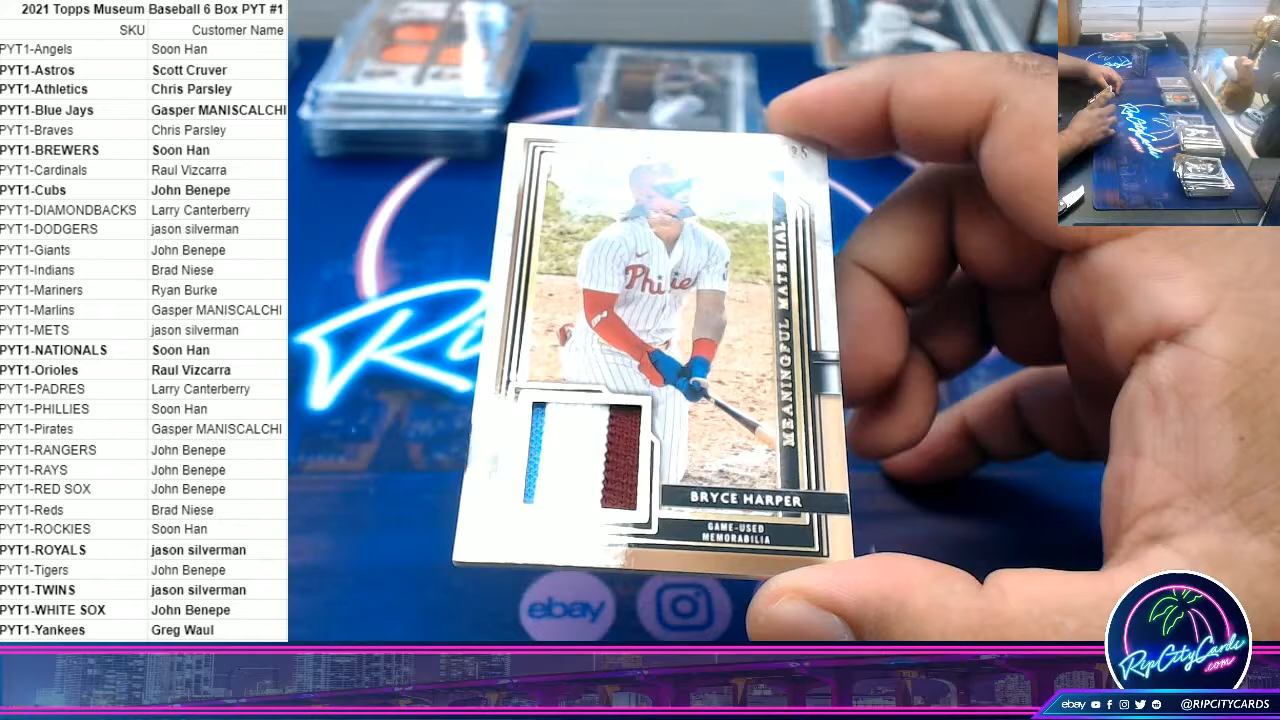 2021 Topps Museum Baseball 6 Box PYT #1
SKU Customer Name
PYT1-Angels Soon Han
PYT1-Astros Scott Cruver
PYT1-Athletics Chris Parsley
PYT1-Blue Jays Gasper MANISCALCHI
PYT1-Braves Chris Parsley
PYT1-BREWERS Soon Han
PYT1-Cardinals Raul Vizcarra
PYT1-Cubs John Benepe
PYT1-DIAMONDBACKS Larry Canterberry
PYT1-DODGERS jason silverman
PYT1-Giants John Benepe
PYT1-Indians Brad Niese
PYT1-Mariners Ryan Burke
PYT1-Marlins Gasper MANISCALCHI
PYT1-METS jason silverman
PYT1-NATIONALS Soon Han
PYT1-Orioles Raul Vizcarra
PYT1-PADRES Larry Canterberry
PYT1-PHILLIES Soon Han
PYT1-Pirates Gasper MANISCALCHI
PYT1-RANGERS John Benepe
PYT1-RAYS John Benepe
PYT1-RED SOX John Benepe
PYT1-Reds Brad Niese
PYT1-ROCKIES Soon Han
PYT1-ROYALS jason silverman
PYT1-Tigers John Benepe
PYT1-TWINS jason silverman
PYT1-WHITE SOX John Benepe
PYT1-Yankees Greg Waul
Phillies
MEANINGFUL MATERIAL
BRYCE HARPER
GAME-USED
MEMORABILIA
ebay
RipCityCards
.com
ebay @RIPCITYCARDS